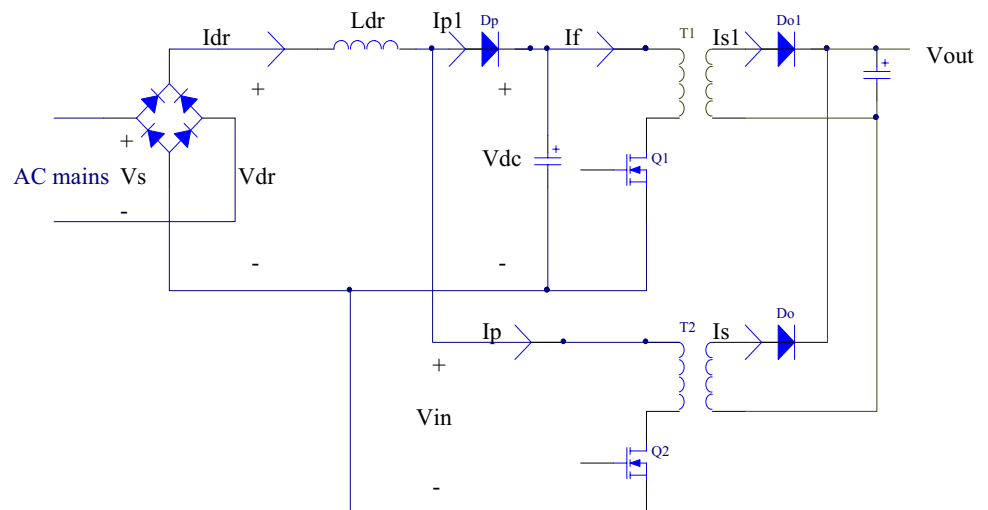 Idr
Ldr
Ip1
Dp
If
T1
Is1
Do1
+
+
+
Vout
+
+
Q1
AC mains
Vs
Vdr
Vdc
-
-
-
Ip
T2
Is
Do
+
Vin
Q2
-